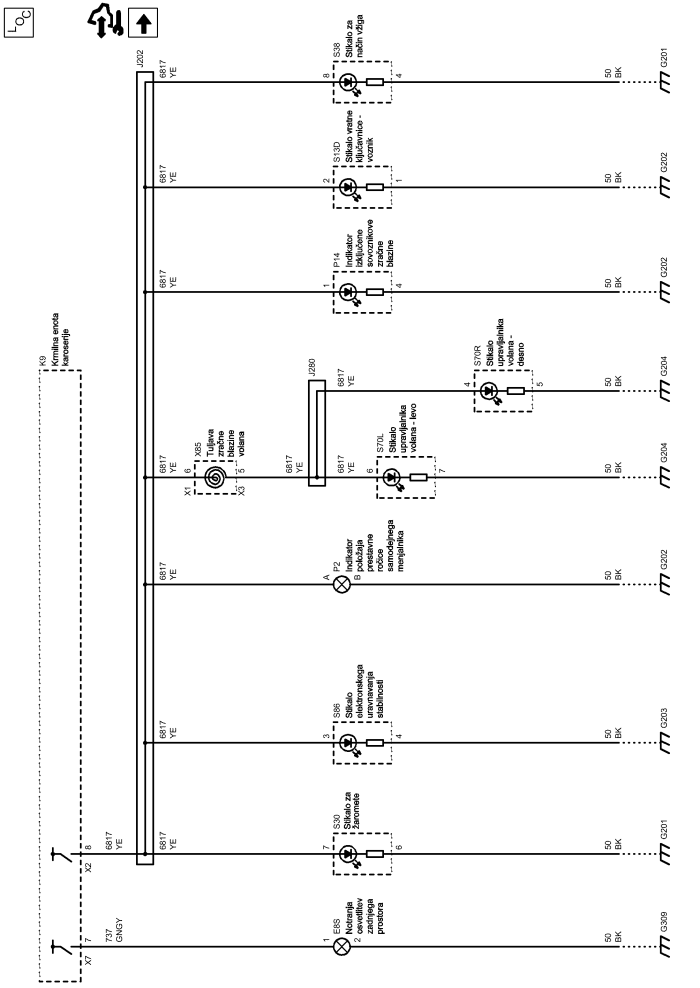 LOC
K9
Krmilna enota
karoserije
X7
7
737
GNGY
1
E8S
Notranja
osvetlitev
zadnjega
prostora
2
50
BK
G309
X2
8
6817
YE
J202
6817
YE
7
S30
Stikalo za
žaromete
6
50
BK
G201
6817
YE
3
S86
Stikalo
elektronskega
uravnavanja
stabilnosti
4
50
BK
G203
6817
YE
A
P2
Indikator
položaja
prestavne
ročice
samodejnega
menjalnika
B
50
BK
G202
6817
YE
X1
6
X85
Tuljava
zračne
blazine
volana
X3
5
6817
YE
J280
6817
YE
6
S70L
Stikalo
upravljalnika
volana - levo
7
50
BK
G204
6817
YE
4
S70R
Stikalo
upravljalnika
volana -
desno
5
50
BK
G204
6817
YE
1
P14
Indikator
izključene
sovoznikove
zračne
blazine
4
50
BK
G202
6817
YE
2
S13D
Stikalo vratne
ključavnice -
voznik
1
50
BK
G202
6817
YE
8
S38
Stikalo za
način vžiga
4
50
BK
G201